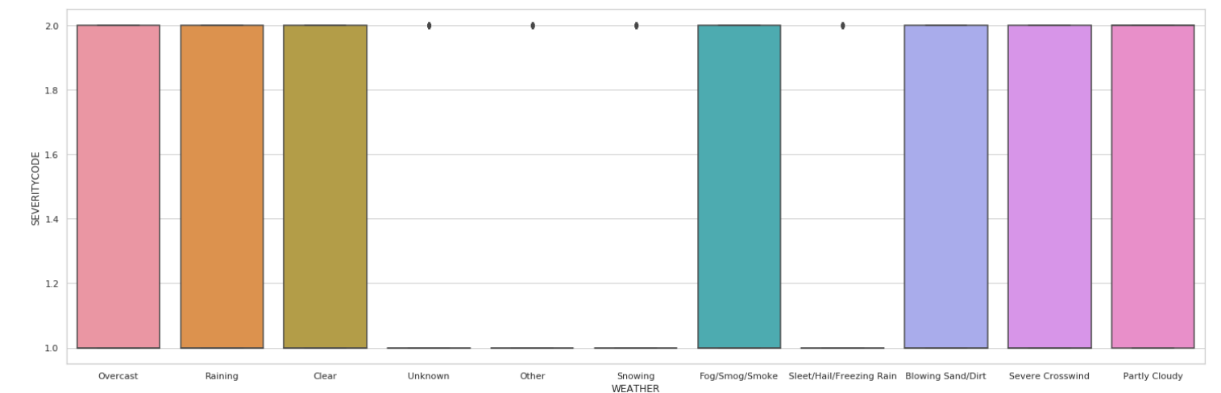 2.0
1.8
1.6
1.4
1.2
1.0
SEVERITYCODE
Overcast Raining Clear Unknown Other Snowing Fog/Smog/Smoke Sleet/Hail/Freezing Rain Blowing Sand/Dirt Severe Crosswind Partly Cloudy
WEATHER